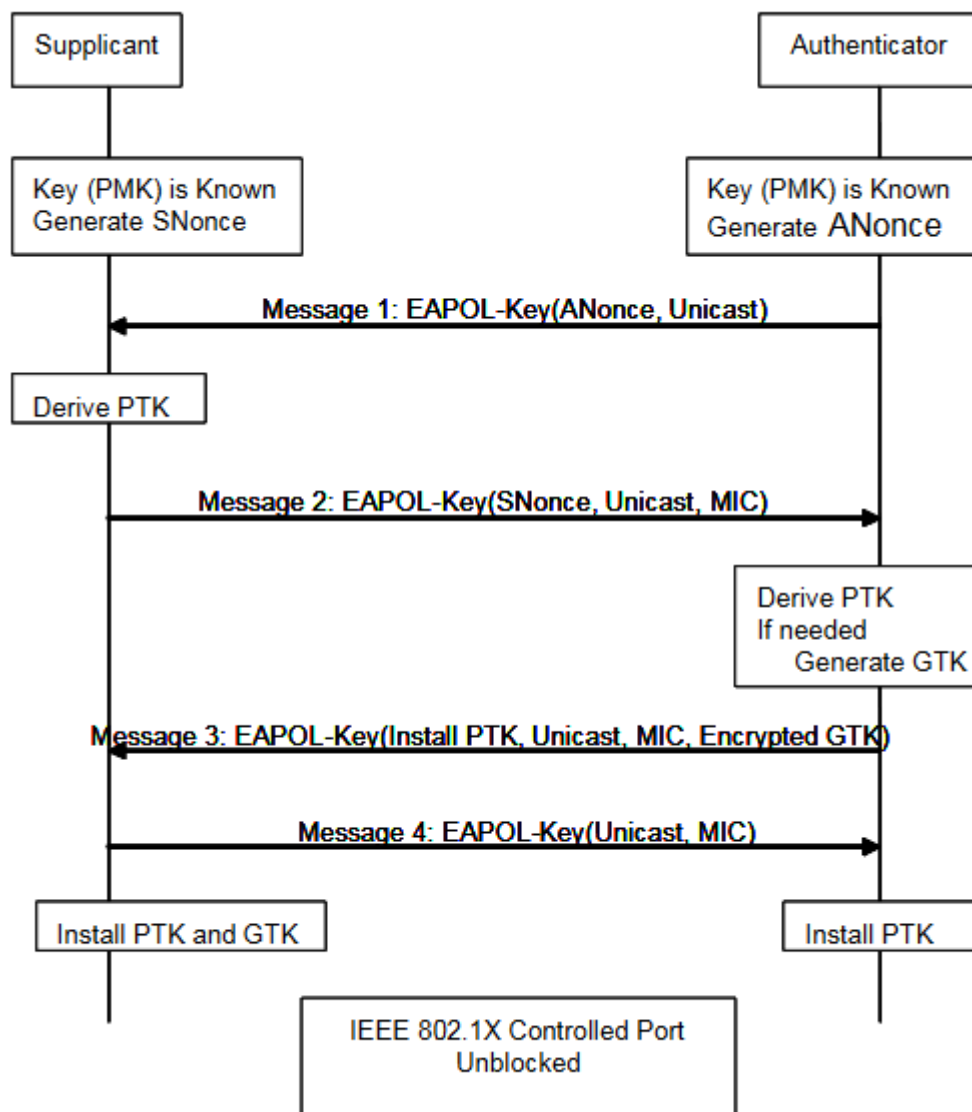 Supplicant
Authenticator
Key (PMK) is Known
Generate SNonce
Key (PMK) is Known
Generate ANonce
Message 1: EAPOL-Key(ANonce, Unicast)
Derive PTK
Message 2: EAPOL-Key(SNonce, Unicast, MIC)
Derive PTK
If needed
Generate GTK
Message 3: EAPOL-Key(Install PTK, Unicast, MIC, Encrypted GTK)
Message 4: EAPOL-Key(Unicast, MIC)
Install PTK and GTK
Install PTK
IEEE 802.1X Controlled Port
Unblocked